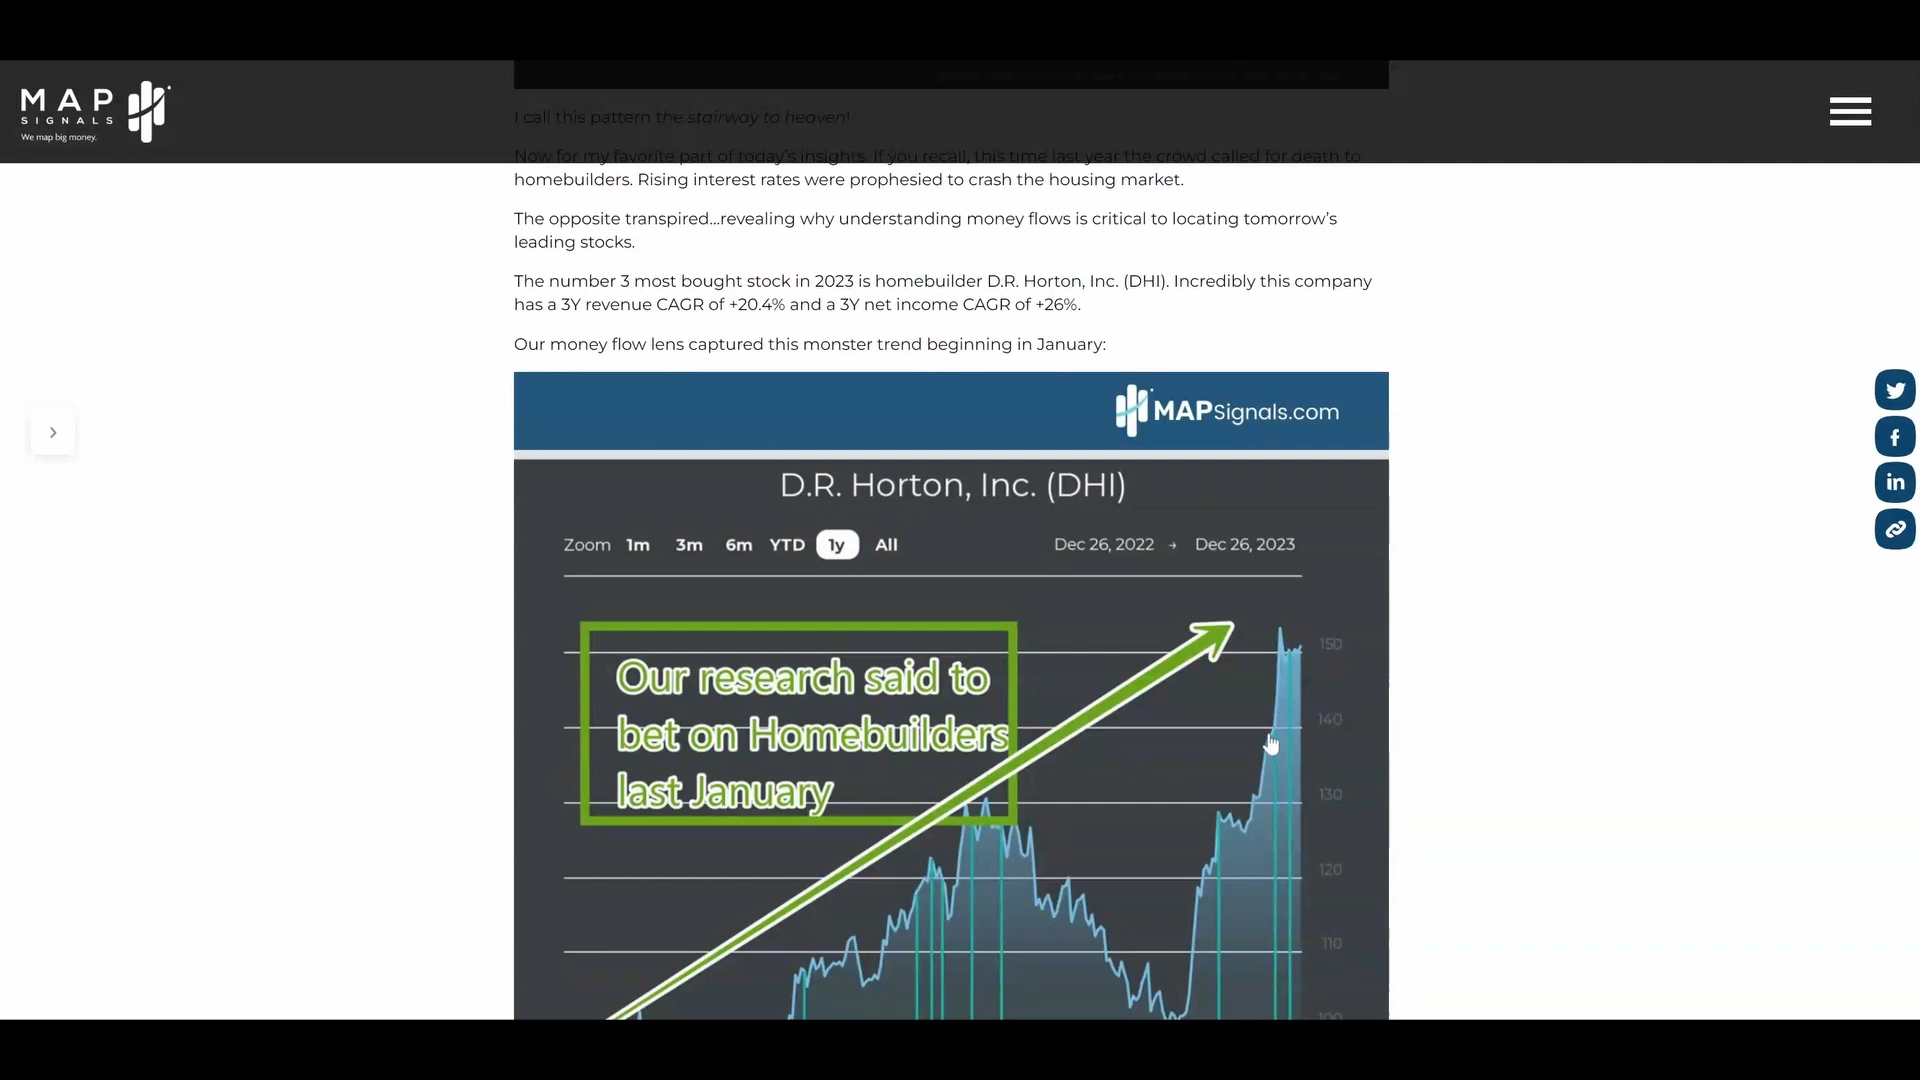 MAP
SIGNALS
We map big money.
I call this pattern the stairway to heaven!
Now for my favorite part of today's insights. If you recall, this time last year the crowd called for death to
homebuilders. Rising interest rates were prophesied to crash the housing market.
The opposite transpired...revealing why understanding money flows is critical to locating tomorrow's
leading stocks.
The number 3 most bought stock in 2023 is homebuilder D.R. Horton, Inc. (DHI). Incredibly this company
has a 3Y revenue CAGR of +20.4% and a 3Y net income CAGR of +26%.
Our money flow lens captured this monster trend beginning in January:
MAPSignals.com
D.R. Horton, Inc. (DHI)
Zoom 1m 3m 6m YTD 1y All Dec 26, 2022 → Dec 26, 2023
Our research said to
bet on Homebuilders
last January
150
140
130
120
110
100